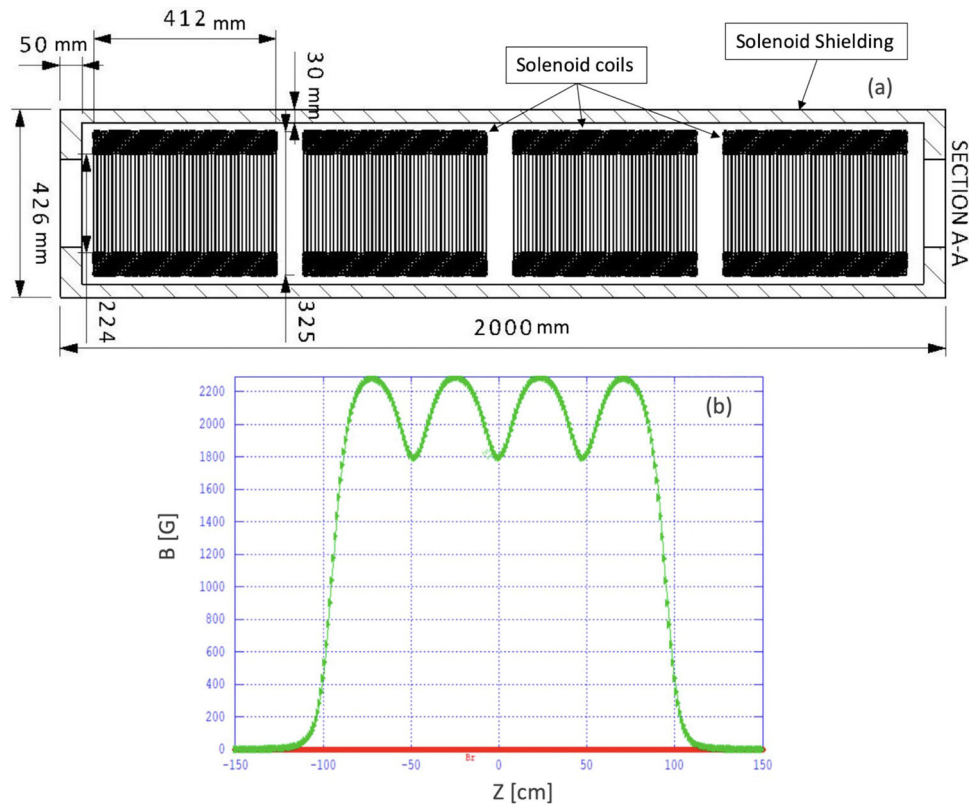 412 mm
50 mm
30 mm
Solenoid coils
Solenoid Shielding
(a)
426 mm
SECTION A-A
224
325
2000 mm
(b)
2200
2000
1800
1600
1400
1200
1000
800
600
400
200
0
B [G]
Br
-150 -100 -50 0 50 100 150
Z [cm]